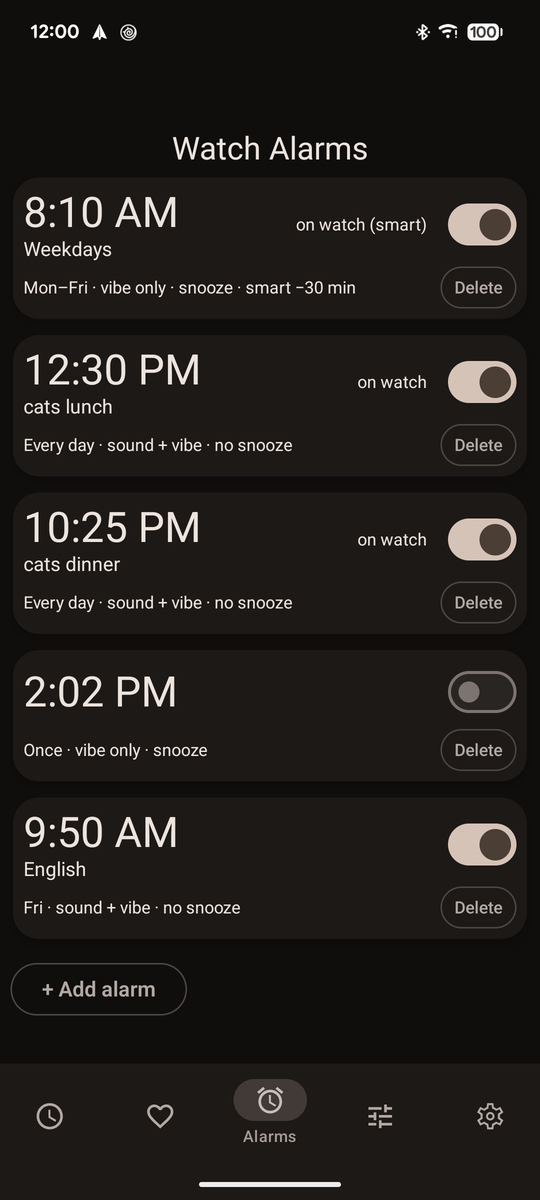 12:00
100
Watch Alarms
8:10 AM
on watch (smart)
Weekdays
Mon–Fri · vibe only · snooze · smart −30 min
Delete
12:30 PM
on watch
cats lunch
Every day · sound + vibe · no snooze
Delete
10:25 PM
on watch
cats dinner
Every day · sound + vibe · no snooze
Delete
2:02 PM
Once · vibe only · snooze
Delete
9:50 AM
English
Fri · sound + vibe · no snooze
Delete
+ Add alarm
Alarms